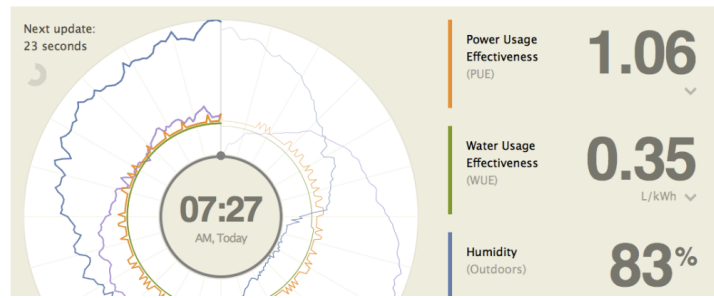 Next update:
23 seconds
07:27
AM, Today
Power Usage
Effectiveness
(PUE)
1.06
Water Usage
Effectiveness
(WUE)
0.35
L/kWh
Humidity
(Outdoors)
83%